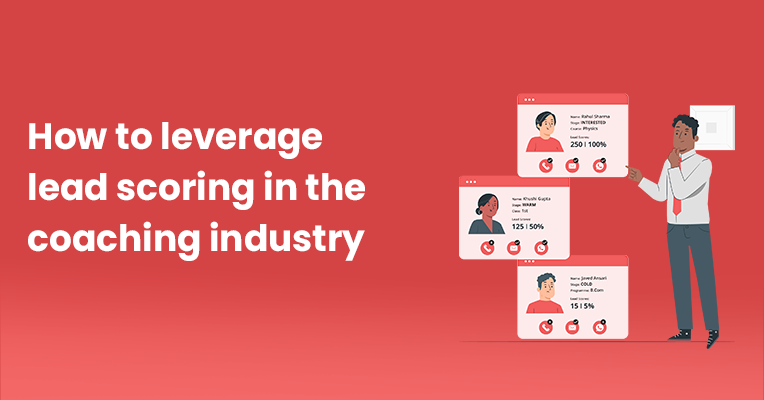 How to leverage
lead scoring in the
coaching industry
Name: Rahul Sharma
Stage: INTERESTED
Course: Physics
Lead Scores:
250 | 100%
Name: Khushi Gupta
Stage: WARM
Lead Scores:
125 | 50%
Name: Javed Ansari
Stage: COLD
Programme: B.Com
Lead Scores:
15 | 5%